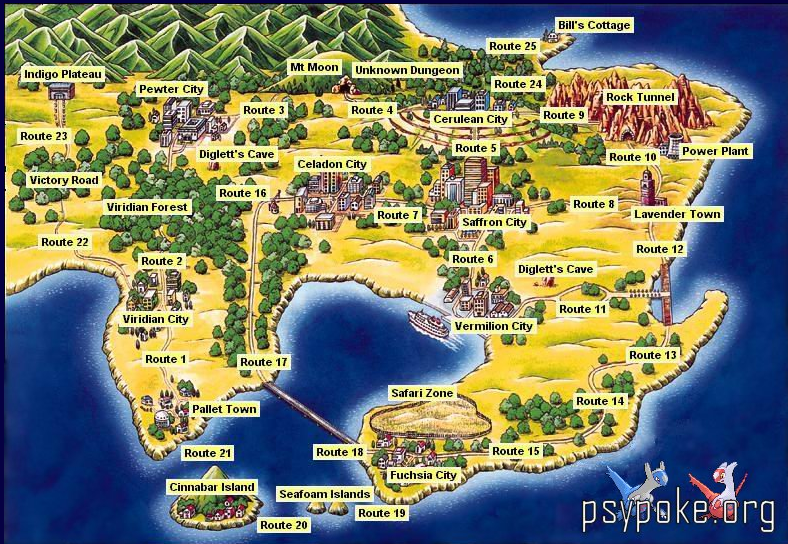 Bill's Cottage
Route 25
Mt Moon
Unknown Dungeon
Indigo Plateau
Route 24
Pewter City
Rock Tunnel
Route 3
Route 4
Cerulean City
Route 9
Route 23
Route 5
Power Plant
Diglett's Cave
Route 10
Celadon City
Victory Road
Route 16
Viridian Forest
Route 7
Saffron City
Route 8
Lavender Town
Route 22
Route 12
Route 2
Route 6
Diglett's Cave
Route 11
Viridian City
Vermilion City
Route 1
Route 17
Route 13
Safari Zone
Pallet Town
Route 14
Route 21
Route 18
Route 15
Fuchsia City
Cinnabar Island
Seafoam Islands
Route 19
Route 20
psypoke.org